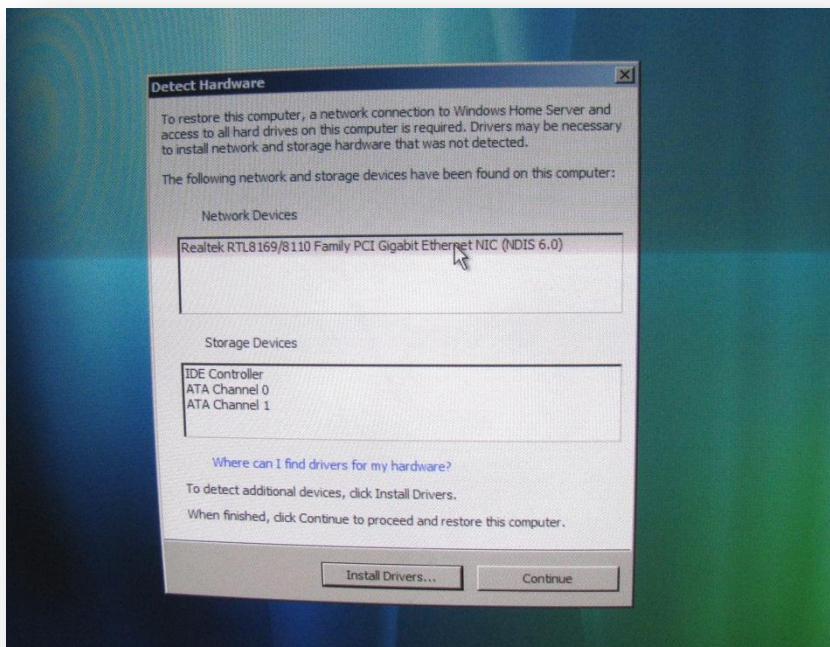 Detect Hardware
To restore this computer, a network connection to Windows Home Server and
access to all hard drives on this computer is required. Drivers may be necessary
to install network and storage hardware that was not detected.
The following network and storage devices have been found on this computer:
Network Devices
Realtek RTL8169/8110 Family PCI Gigabit Ethernet NIC (NDIS 6.0)
Storage Devices
IDE Controller
ATA Channel 0
ATA Channel 1
Where can I find drivers for my hardware?
To detect additional devices, click Install Drivers.
When finished, click Continue to proceed and restore this computer.
Install Drivers...
Continue